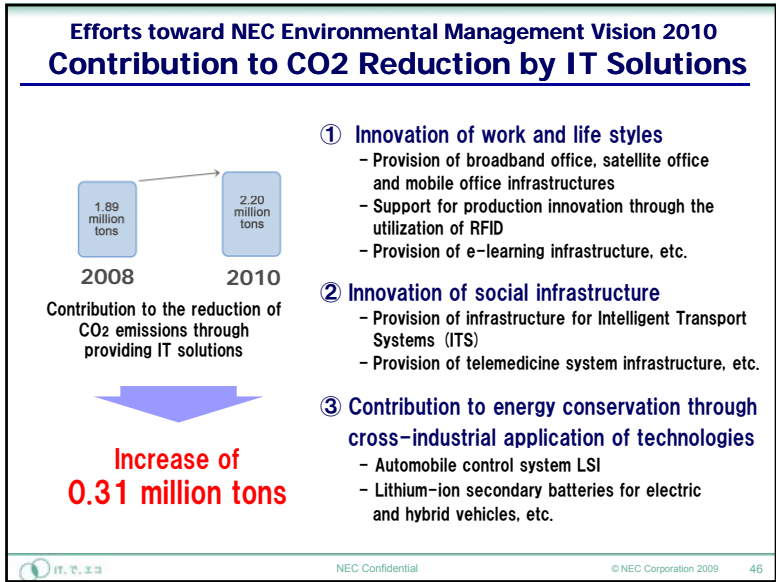 Efforts toward NEC Environmental Management Vision 2010
Contribution to CO2 Reduction by IT Solutions
1.89
million
tons
2.20
million
tons
2008
2010
Contribution to the reduction of
CO2 emissions through
providing IT solutions
Increase of
0.31 million tons
① Innovation of work and life styles
- Provision of broadband office, satellite office
and mobile office infrastructures
- Support for production innovation through the
utilization of RFID
- Provision of e-learning infrastructure, etc.
② Innovation of social infrastructure
- Provision of infrastructure for Intelligent Transport
Systems (ITS)
- Provision of telemedicine system infrastructure, etc.
③ Contribution to energy conservation through
cross-industrial application of technologies
- Automobile control system LSI
- Lithium-ion secondary batteries for electric
and hybrid vehicles, etc.
IT、で、エコ
NEC Confidential
© NEC Corporation 2009
46